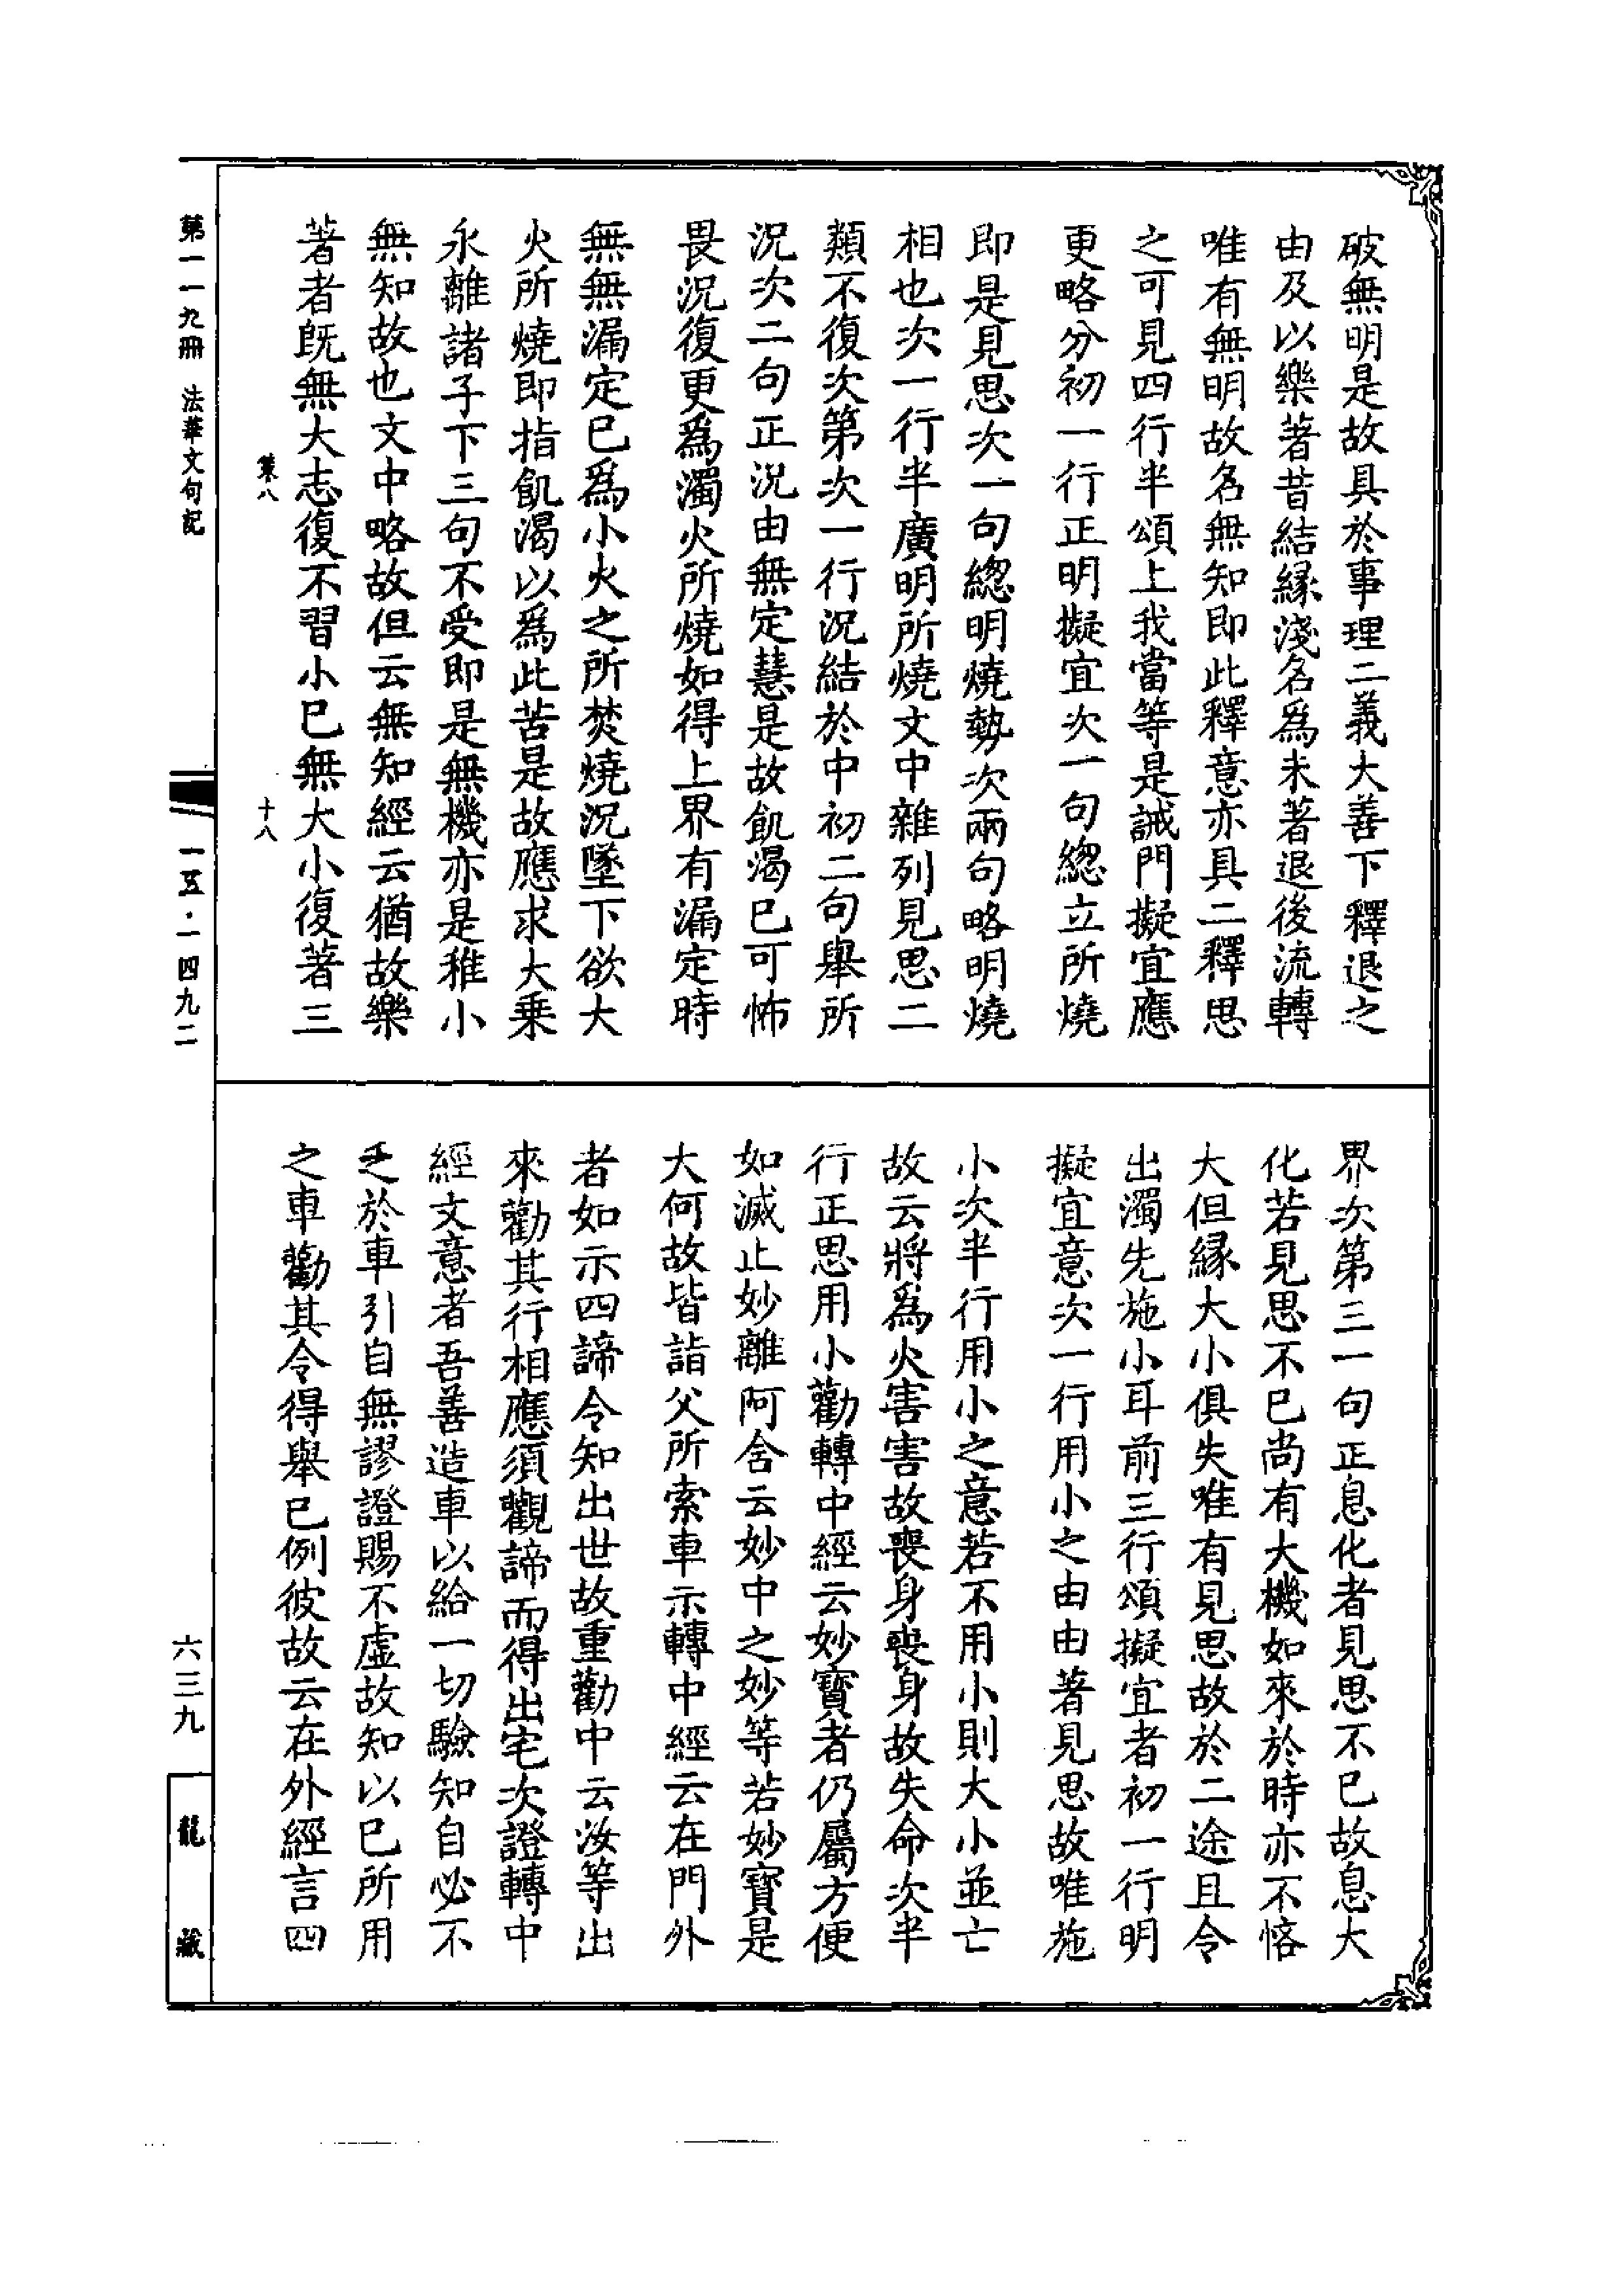 破無明是故具於事理二義大善下釋退之
由及以樂著昔結縁淺名爲未著退後流轉
唯有無明故名無知即此釋意亦具二釋思
之可見四行半頌上我當等是誡門擬宜應
更略分初一行正明擬宜次一句緫立所燒
即是見思次一句緫明燒勢次兩句略明燒
相也次一行半廣明所燒文中雜列見思二
類不復次第次一行況結於中初二句舉所
況次二句正況由無定慧是故飢渴已可怖
畏況復更爲濁火所燒如得上界有漏定時
無無漏定已爲小火之所焚燒況墜下欲大
火所燒即指飢渴以爲此苦是故應求大乗
永離諸子下三句不受即是無機亦是稚小
無知故也文中略故但云無知經云猶故樂
著者既無大志復不習小已無大小復著三
界次第三一句正息化者見思不已故息大
化若見思不已尚有大機如來於時亦不悋
大但縁大小俱失唯有見思故於二途且令
出濁先施小耳前三行頌擬宜者初一行明
擬宜意次一行用小之由由著見思故唯施
小次半行用小之意若不用小則大小並亡
故云將爲火害害故喪身喪身故失命次半
行正思用小勸轉中經云妙寶者仍屬方便
如滅止妙離阿含云妙中之妙等若妙寶是
大何故皆詣父所索車示轉中經云在門外
者如示四諦令知出世故重勸中云汝等出
來勸其行相應須觀諦而得出宅次證轉中
經文意者吾善造車以給一切驗知自必不
乏於車引自無謬證賜不虛故知以已所用
之車勸其令得舉已例彼故云在外經言四
第一一九冊 法華文句記
集八
十八
一五·一四九二
六三九
龍藏